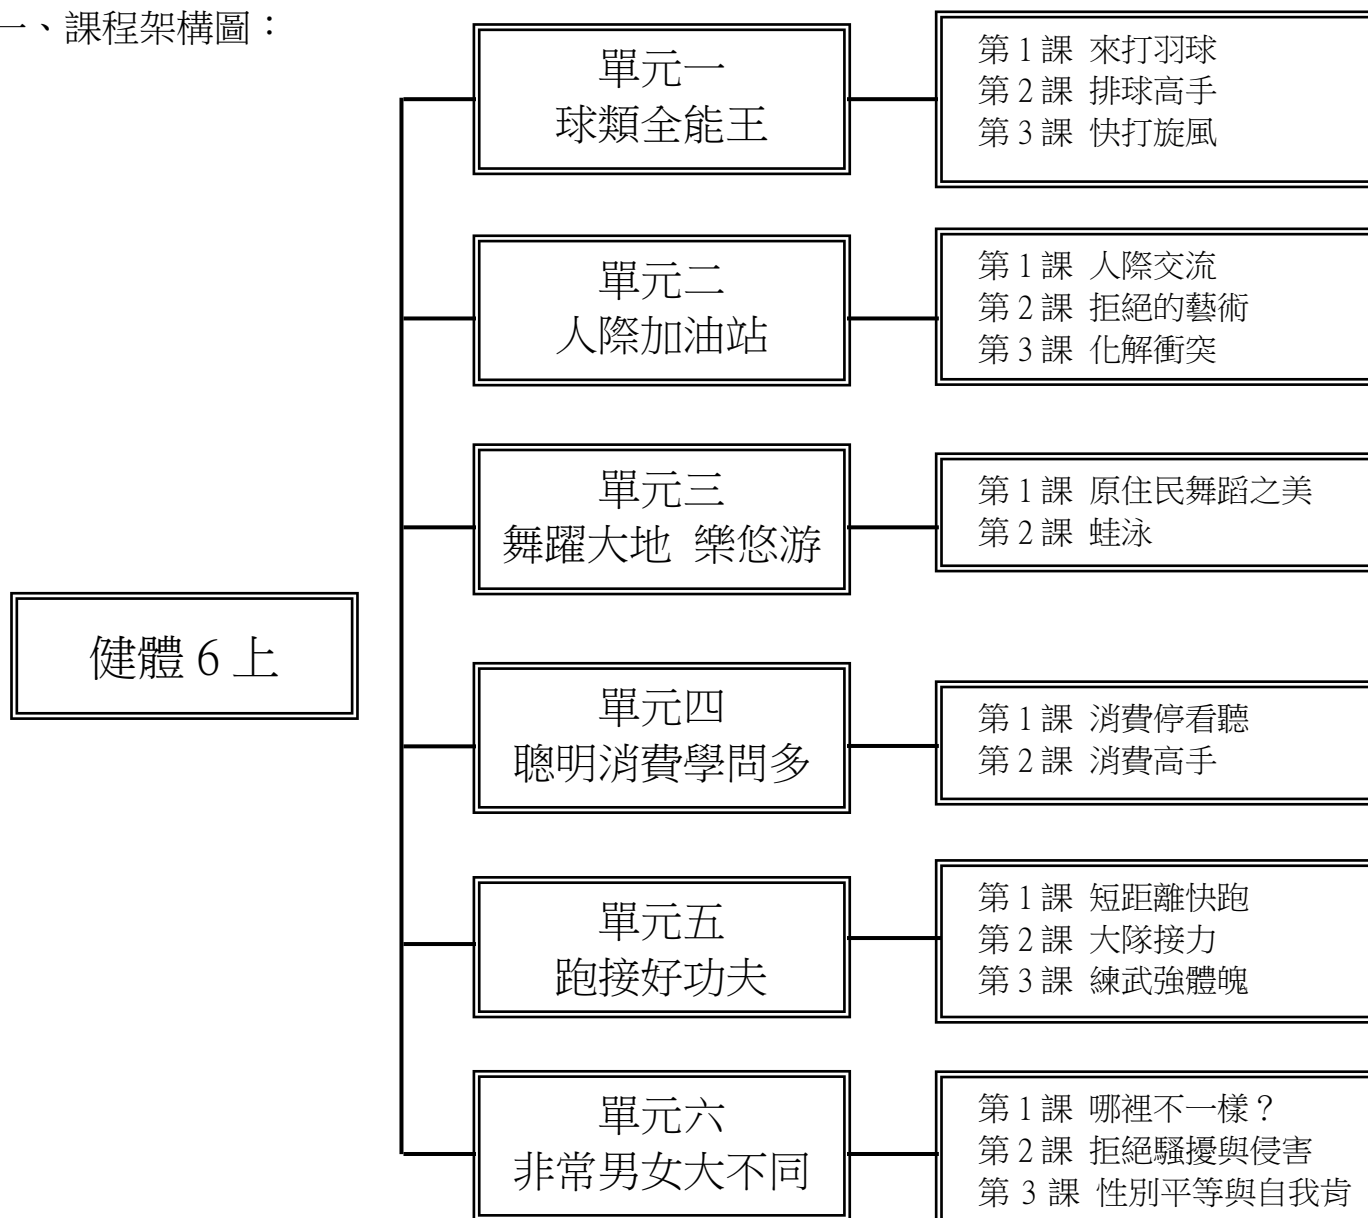 一、課程架構圖：
健體 6 上
單元一
球類全能王
第 1 課 來打羽球
第 2 課 排球高手
第 3 課 快打旋風
單元二
人際加油站
第 1 課 人際交流
第 2 課 拒絕的藝術
第 3 課 化解衝突
單元三
舞躍大地 樂悠游
第 1 課 原住民舞蹈之美
第 2 課 蛙泳
單元四
聰明消費學問多
第 1 課 消費停看聽
第 2 課 消費高手
單元五
跑接好功夫
第 1 課 短距離快跑
第 2 課 大隊接力
第 3 課 練武強體魄
單元六
非常男女大不同
第 1 課 哪裡不一樣？
第 2 課 拒絕騷擾與侵害
第 3 課 性別平等與自我肯